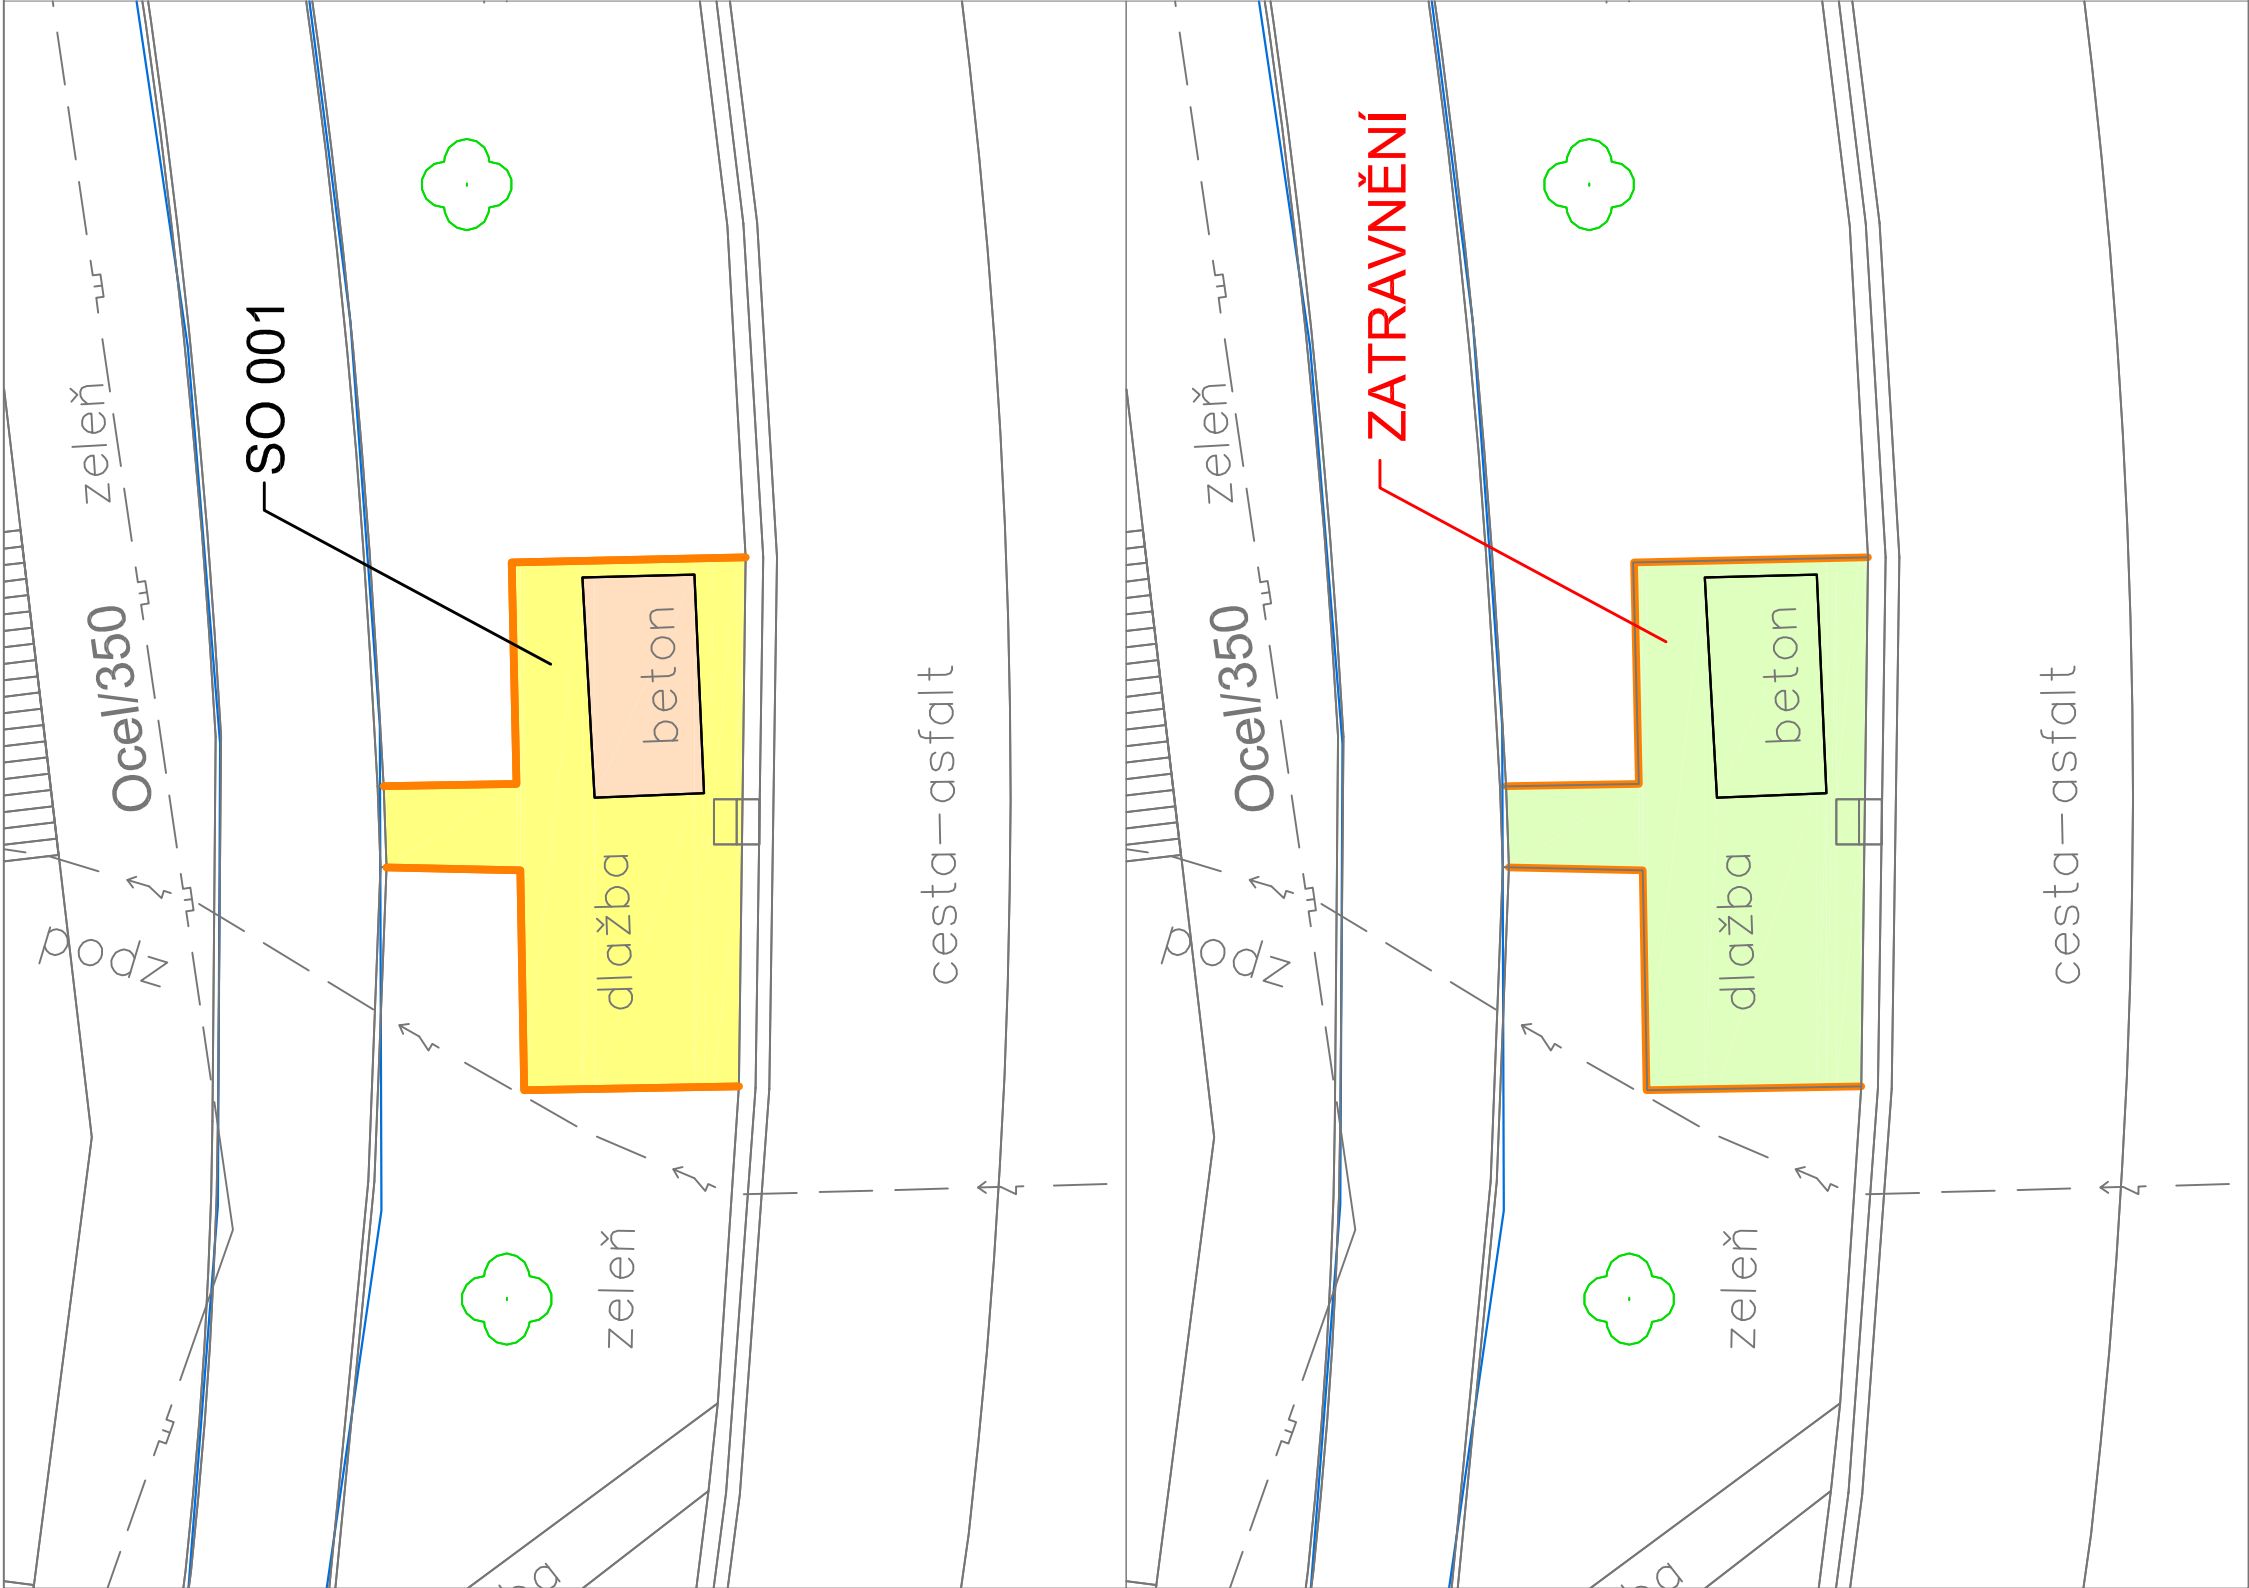 SO 001
zeleň
Ocel/350
podz
beton
dlažba
cesta-asfalt
zeleň
ZATRAVNĚNÍ
zeleň
Ocel/350
podz
beton
dlažba
cesta-asfalt
zeleň